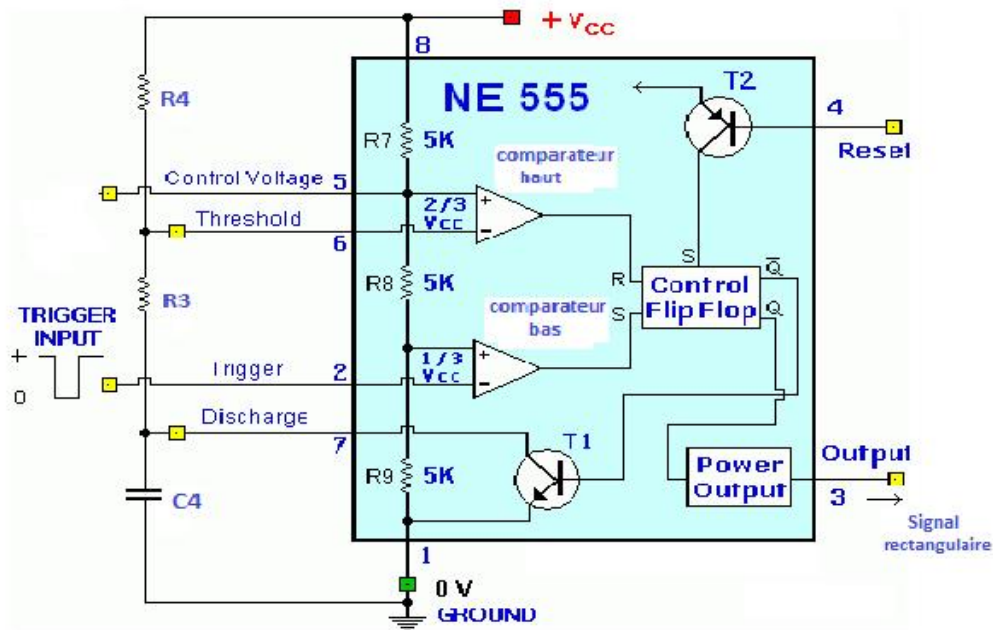 + Vcc
8
NE 555
T2
4
Reset
R4
R7
5K
comparateur
haut
Control Voltage
5
+
2/3
Vcc
-
Threshold
6
S
R
Q
Control
Flip Flop
Q
S
R3
R8
5K
comparateur
bas
TRIGGER
INPUT
+
0
Trigger
2
+
1/3
Vcc
-
Discharge
7
T1
R9
5K
Power
Output
Output
3
C4
Signal
rectangulaire
1
0 V
GROUND